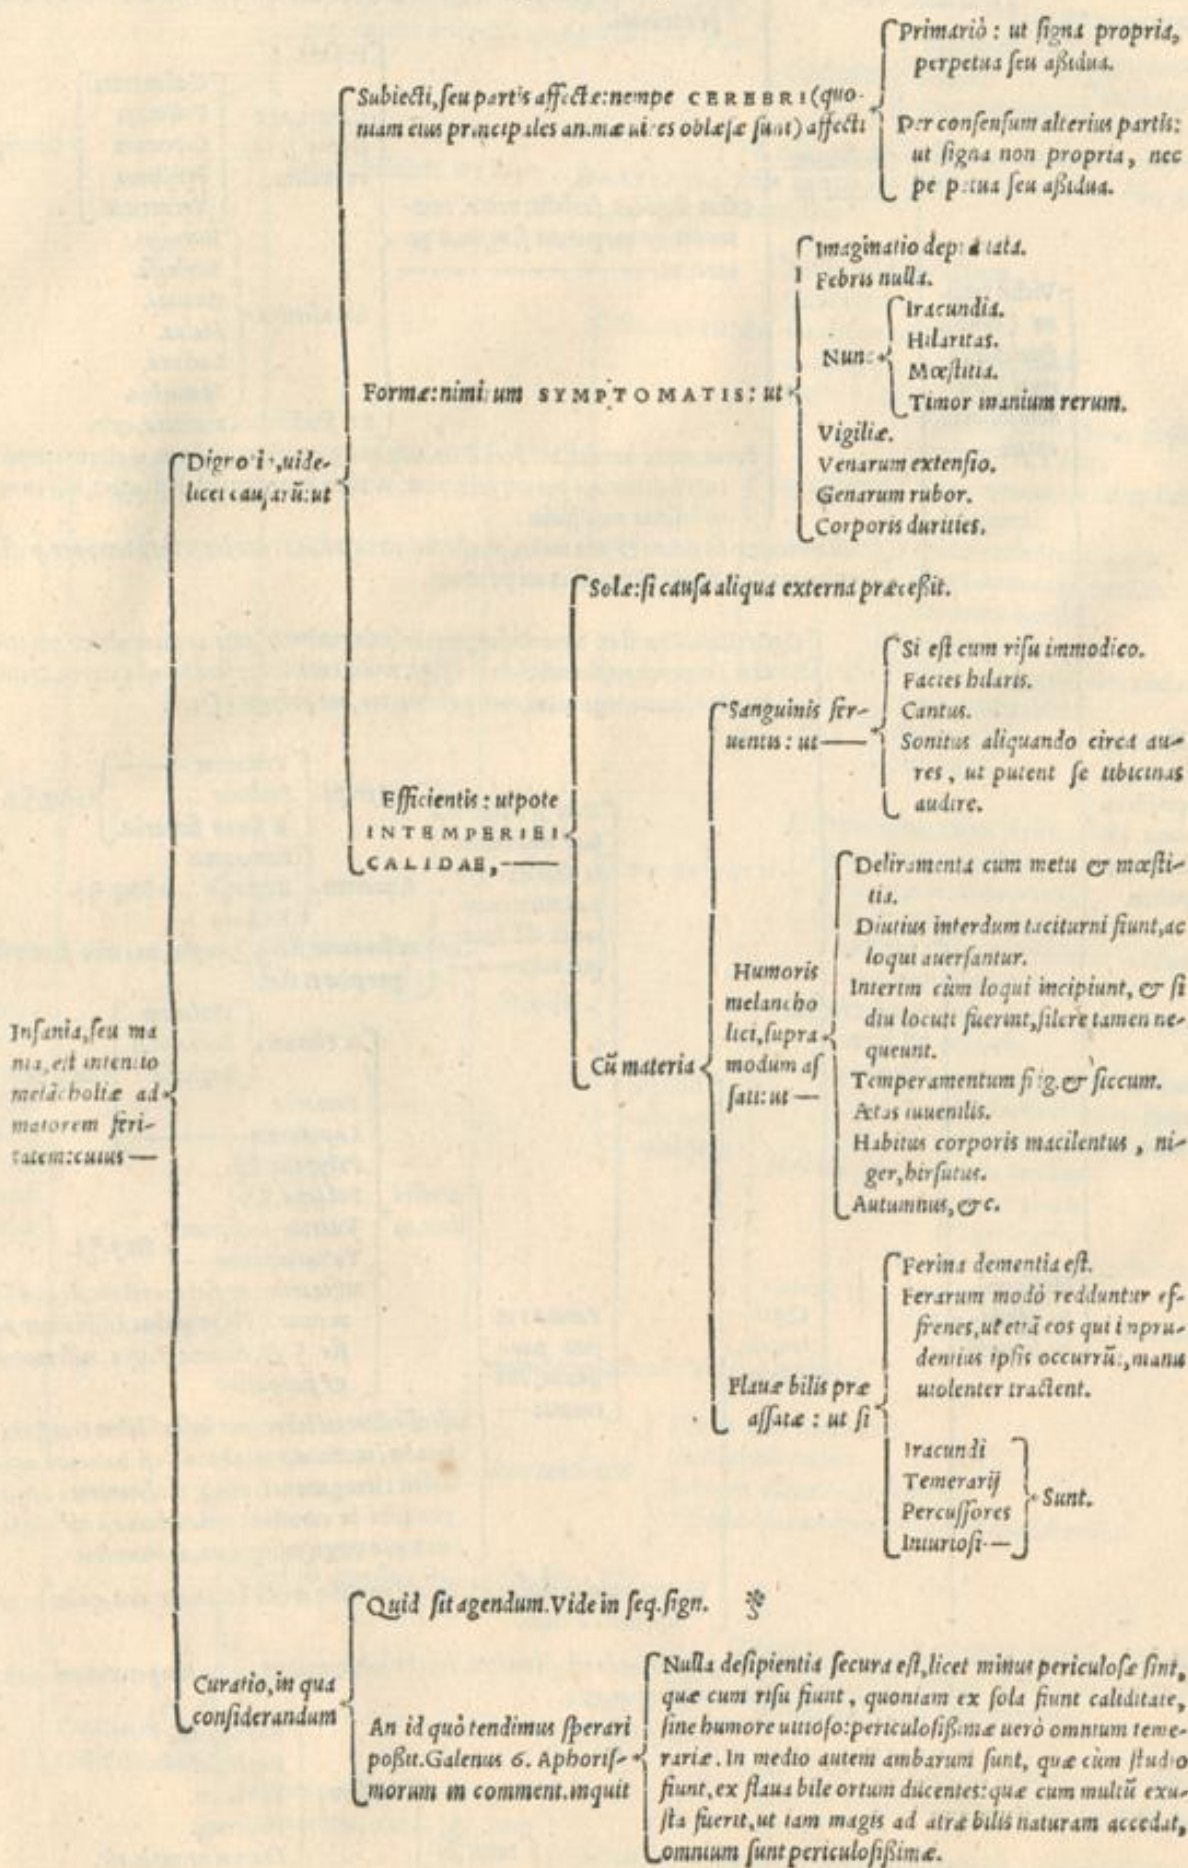 Primariò : ut ſigna propria,
perpetua ſeu aßidua.
Subiecti, ſeu partis affectæ: nempe CEREBRI (quo-
niam eius principales animæ uires oblæſæ ſunt) affecti
Per conſenſum alterius partis:
ut ſigna non propria, nec
perpetua ſeu aßidua.
Imaginatio deprauata.
Febris nulla.
Nunc
Iracundia.
Hilaritas.
Mœſtitia.
Timor inanium rerum.
Formæ: nimirum SYMPTOMATIS: ut
Vigiliæ.
Venarum extenſio.
Genarum rubor.
Corporis durities.
uide-
licet cauſarũ: ut
Solæ: ſi cauſa aliqua externa præceßit.
Sanguinis fer-
uentis : ut —
Si eſt cum riſu immodico.
Facies hilaris.
Cantus.
Sonitus aliquando circa au-
res, ut putent ſe tibicinas
audire.
Efficientis : utpote
INTEMPERIEI
CALIDAE, —
Deliramenta cum metu & mœſti-
tia.
Diutius interdum taciturni fiunt, ac
loqui auerſantur.
Interim cùm loqui incipiunt, & ſi
diu locuti fuerint, ſilere tamen ne-
queunt.
Temperamentum frig. & ſiccum.
Ætas iuuenilis.
Habitus corporis macilentus , ni-
ger, hirſutus.
Autumnus, &c.
Humoris
melancho
lici, ſupra
modum aſ
ſati: ut —
Cũ materia
Inſania, ſeu ma
nia, eſt intentio
melãcholiæ ad
maiorem feri-
tatem: cuius —
Ferina dementia eſt.
Ferarum modò redduntur ef-
frenes, ut etiã eos qui inpru-
dentius ipſis occurrũt, manu
uiolenter tractent.
Flauæ bilis præ
aſſatæ : ut ſi
Iracundi
Temerarij
Percuſſores
Iniurioſi —
Sunt.
Quid ſit agendum. Vide in ſeq. ſign.
Curatio, in qua
conſiderandum
An id quò tendimus ſperari
poßit. Galenus 6. Aphoriſ-
morum in comment. inquit
Nulla deſipientia ſecura eſt, licet minus periculoſæ ſint,
quæ cum riſu fiunt , quoniam ex ſola fiunt caliditate,
ſine humore uitioſo: periculoſißimæ uerò omnium teme-
rariæ. In medio autem ambarum ſunt, quæ cùm ſtudio
fiunt, ex flaua bile ortum ducentes: quæ cum multũ exu-
ſta fuerit, ut iam magis ad atræ bilis naturam accedat,
omnium ſunt periculoſißimæ.